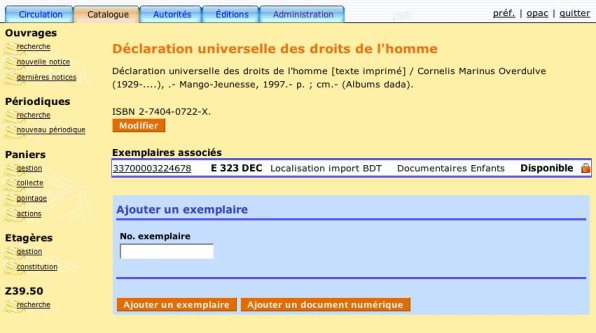 Circulation Catalogue Autorités Éditions Administration pmb préf. | opac | quitter
Ouvrages
recherche
nouvelle notice
dernières notices
Périodiques
recherche
nouveau périodique
Paniers
gestion
collecte
pointage
actions
Etagères
gestion
constitution
Z39.50
recherche
Déclaration universelle des droits de l'homme
Déclaration universelle des droits de l'homme [texte imprimé] / Cornelis Marinus Overdulve
(1929-....), .- Mango-Jeunesse, 1997.- p. ; cm.- (Albums dada).
ISBN 2-7404-0722-X.
Modifier
Exemplaires associés
33700003224678 E 323 DEC Localisation import BDT Documentaires Enfants Disponible
Ajouter un exemplaire
No. exemplaire
Ajouter un exemplaire Ajouter un document numérique